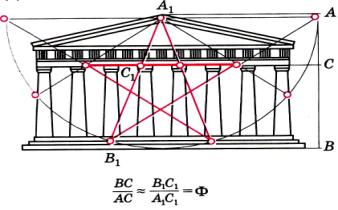 A₁
A
C₁
C
B₁
B
BC/AC ≈ B₁C₁/A₁C₁ = Φ